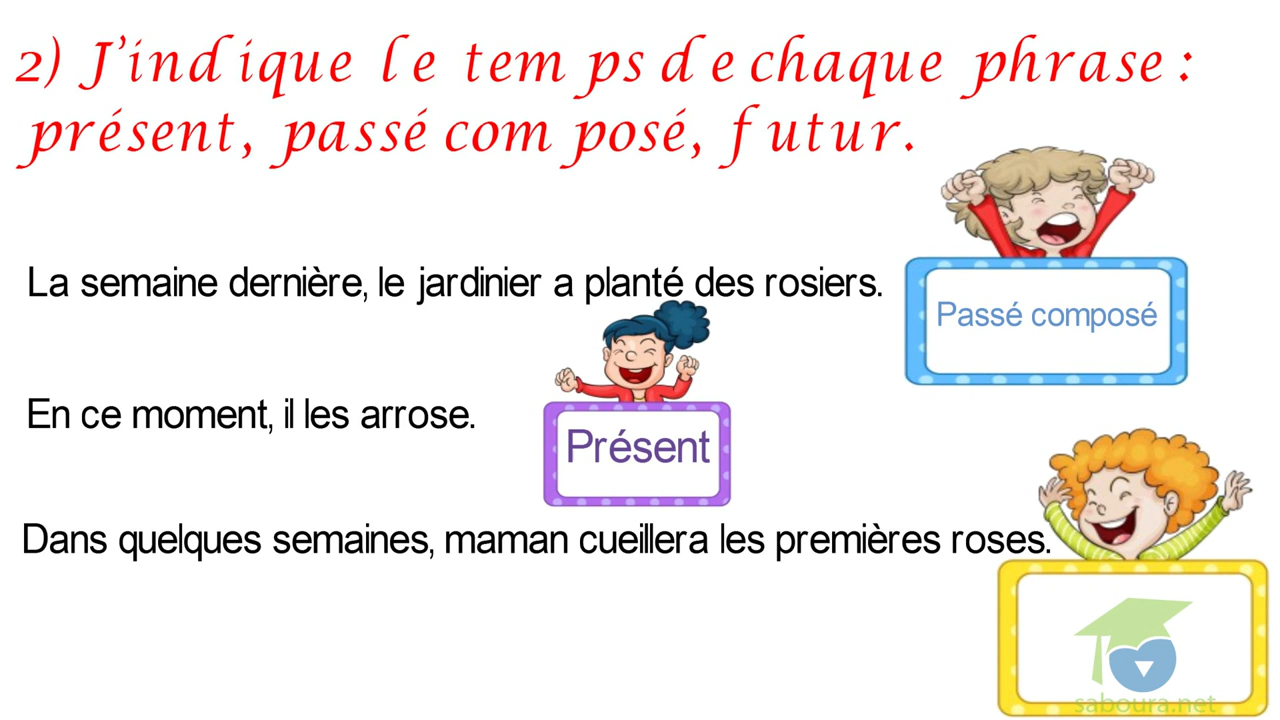 2) J'indique le temps de chaque phrase :
présent, passé composé, futur.
La semaine dernière, le jardinier a planté des rosiers.
Passé composé
En ce moment, il les arrose.
Présent
Dans quelques semaines, maman cueillera les premières roses.
saboura.net